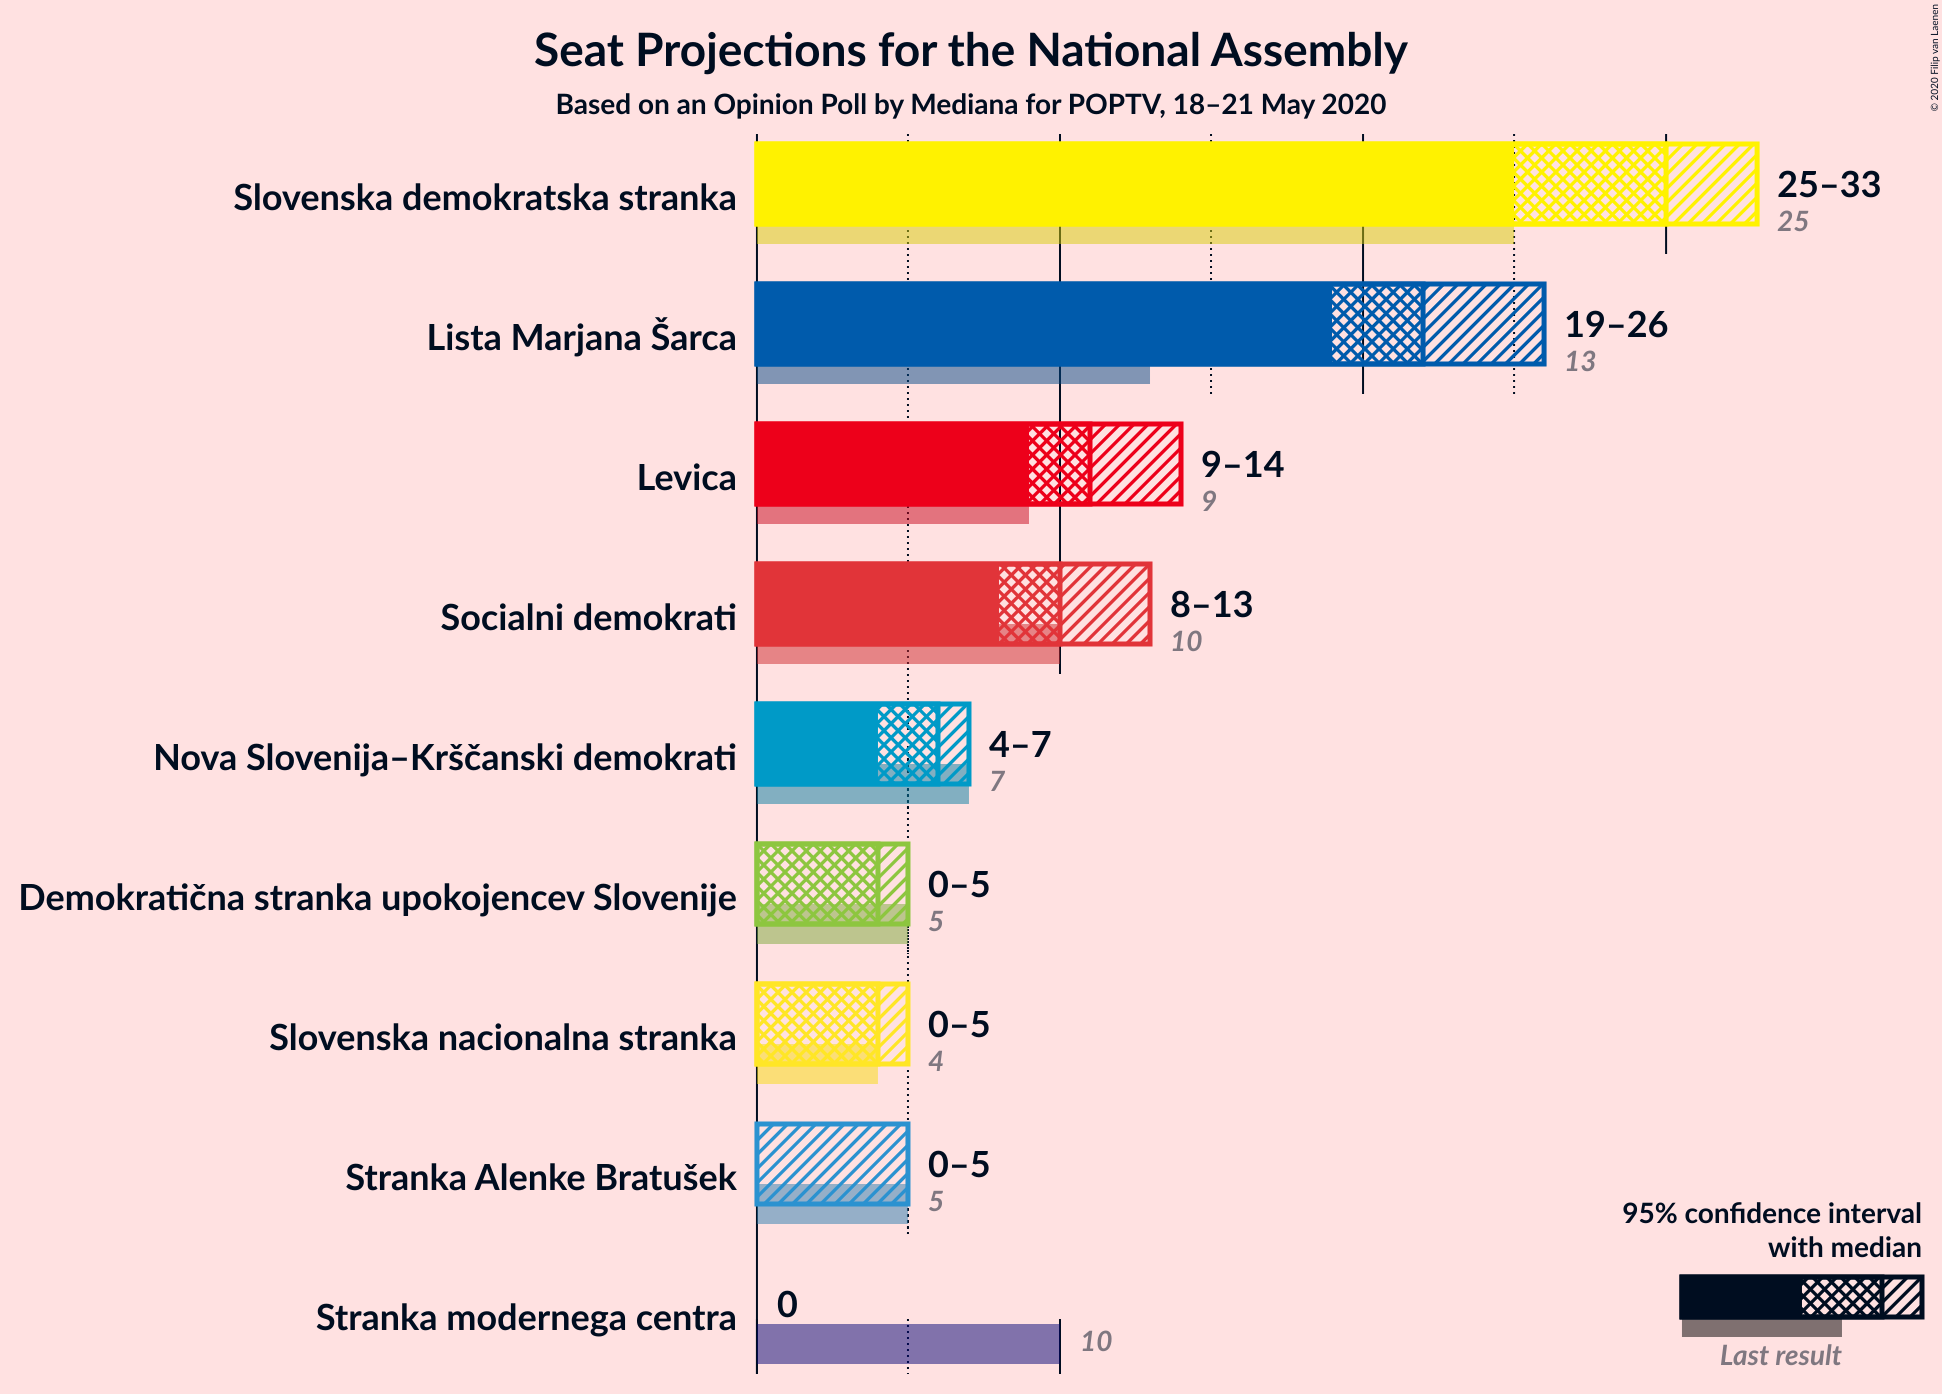 Seat Projections for the National Assembly
Based on an Opinion Poll by Mediana for POPTV, 18–21 May 2020
© 2020 Filip van Laenen
Slovenska demokratska stranka
25–33
25
Lista Marjana Šarca
19–26
13
Levica
9–14
9
Socialni demokrati
8–13
10
Nova Slovenija–Krščanski demokrati
4–7
7
Demokratična stranka upokojencev Slovenije
0–5
5
Slovenska nacionalna stranka
0–5
4
Stranka Alenke Bratušek
0–5
5
Stranka modernega centra
0
10
95% confidence interval
with median
Last result